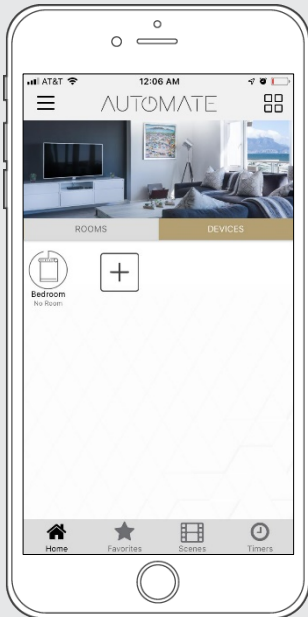 AT&T 12:06 AM
AUTOMATE
ROOMS DEVICES
Bedroom
No Room
Home Favorites Scenes Timers